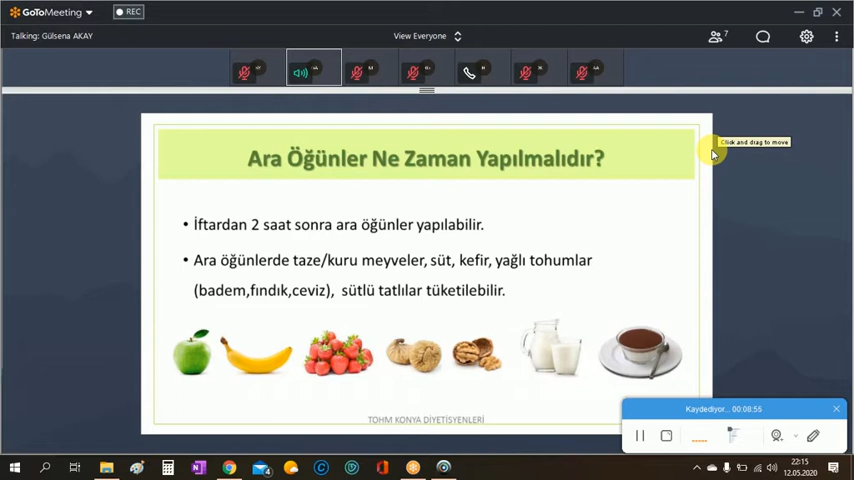 GoToMeeting
REC
Talking: Gülsena AKAY
View Everyone
7
Click and drag to move
Ara Öğünler Ne Zaman Yapılmalıdır?
• İftardan 2 saat sonra ara öğünler yapılabilir.
• Ara öğünlerde taze/kuru meyveler, süt, kefir, yağlı tohumlar
(badem,fındık,ceviz), sütlü tatlılar tüketilebilir.
TOHM KONYA DİYETİSYENLERİ
Kaydediyor... 00:08:55
22:15
12.05.2020